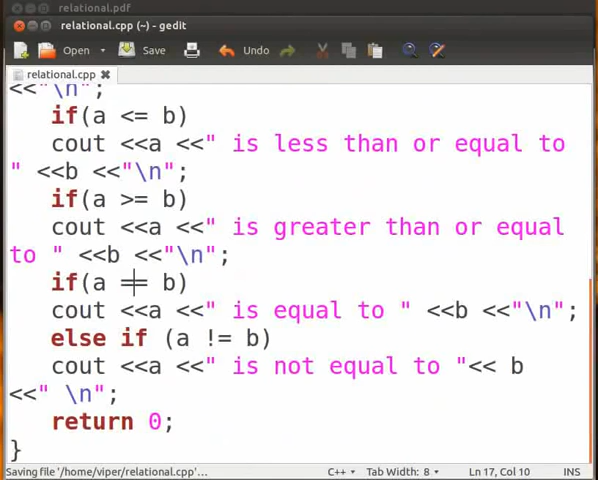 relational.pdf
relational.cpp (~) - gedit
Open Save Undo
relational.cpp
<<"\n";
if(a <= b)
cout <<a <<" is less than or equal to
" <<b <<"\n";
if(a >= b)
cout <<a <<" is greater than or equal
to " <<b <<"\n";
if(a == b)
cout <<a <<" is equal to " <<b <<"\n";
else if (a != b)
cout <<a <<" is not equal to "<< b
<<" \n";
return 0;
}
Saving file '/home/viper/relational.cpp'... C++ Tab Width: 8 Ln 17, Col 10 INS